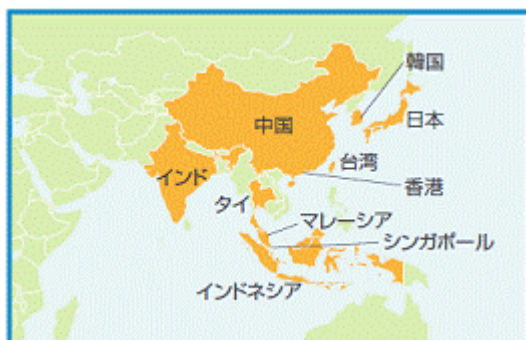 韓国
中国
日本
台湾
インド
香港
タイ
マレーシア
シンガポール
インドネシア